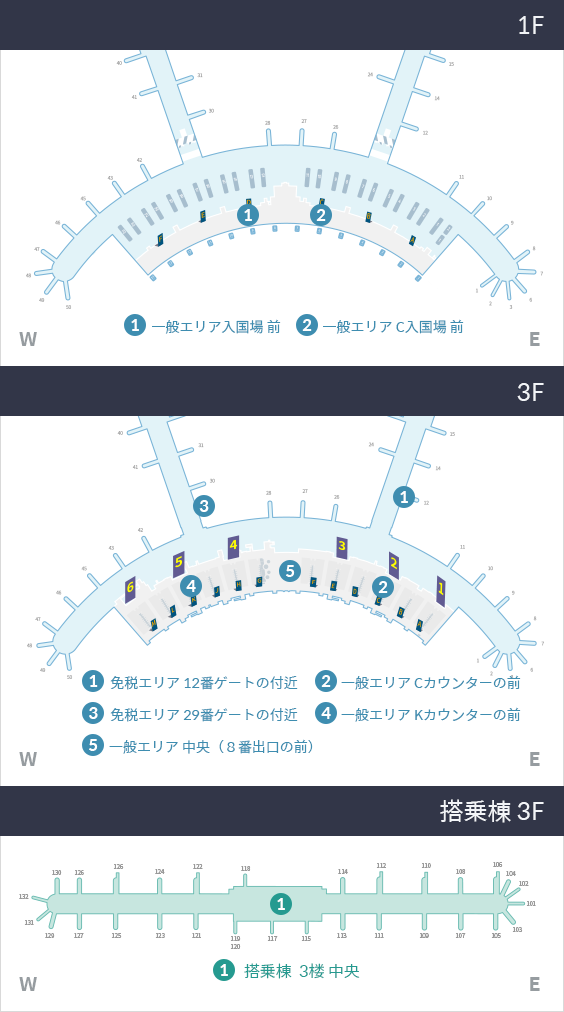 1F
40 31 41 30 42 43 45 46 47 48 49 50
28 27 26
24 15 14 12 11 10 9 8 7 6 3 2 1
1 2
1 一般エリア入国場 前 2 一般エリア C入国場 前
W E
3F
40 31 41 30 42 43 45 46 47 48 49 50
28 27 26
24 15 14 12 11 10 9 8 7 6 2 1
3 1
6 5 4 3 2 1
4 5 2
1 免税エリア 12番ゲートの付近 2 一般エリア Cカウンターの前
3 免税エリア 29番ゲートの付近 4 一般エリア Kカウンターの前
5 一般エリア 中央（８番出口の前）
W E
搭乗棟 3F
130 126 126 124 122 118 114 112 110 108 106 104 102
132 1 101
131 103
129 127 125 123 121 119 117 115 113 111 109 107 105
120
1 搭乗棟 3楼 中央
W E